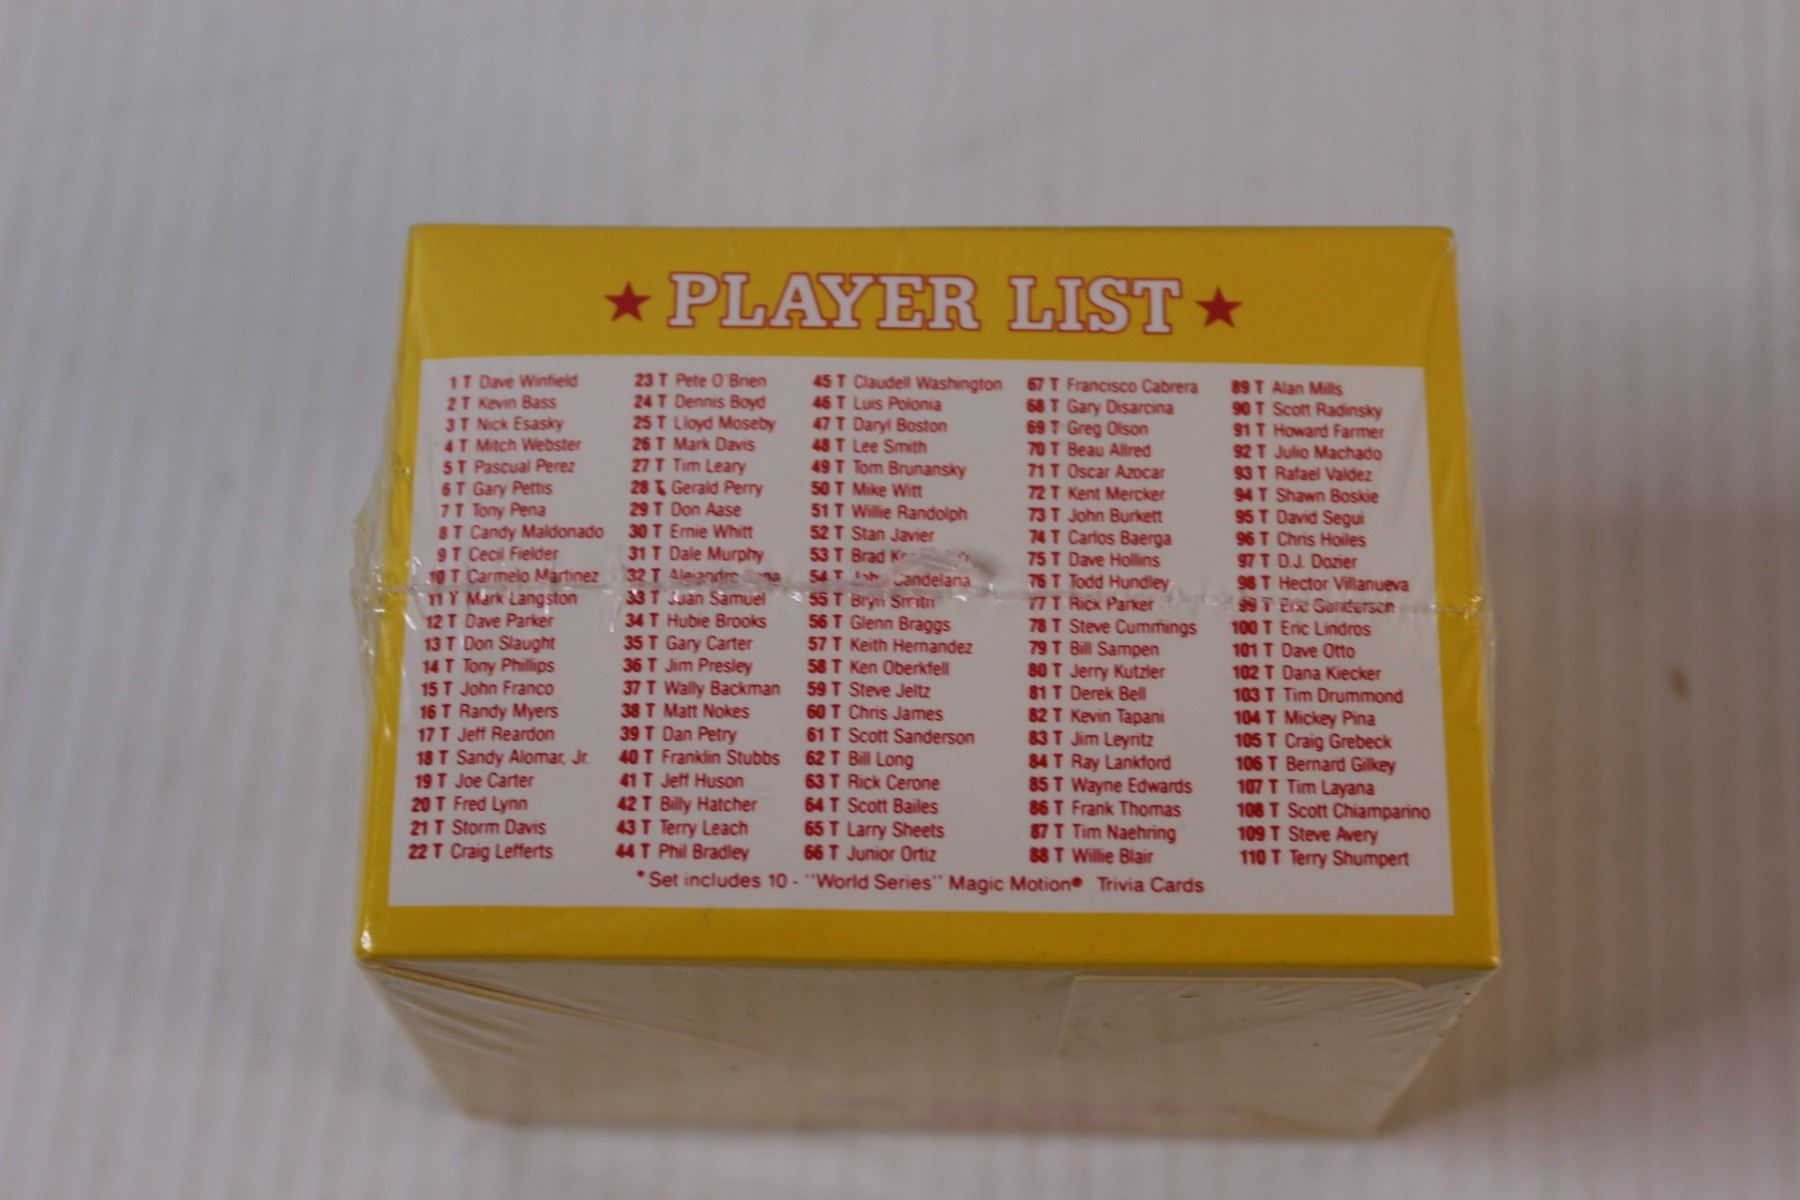 ★ PLAYER LIST ★
1 T Dave Winfield
2 T Kevin Bass
3 T Nick Esasky
4 T Mitch Webster
5 T Pascual Perez
6 T Gary Pettis
7 T Tony Pena
8 T Candy Maldonado
9 T Cecil Fielder
10 T Carmelo Martinez
11 T Mark Langston
12 T Dave Parker
13 T Don Slaught
14 T Tony Phillips
15 T John Franco
16 T Randy Myers
17 T Jeff Reardon
18 T Sandy Alomar, Jr.
19 T Joe Carter
20 T Fred Lynn
21 T Storm Davis
22 T Craig Lefferts
23 T Pete O'Brien
24 T Dennis Boyd
25 T Lloyd Moseby
26 T Mark Davis
27 T Tim Leary
28 T Gerald Perry
29 T Don Aase
30 T Ernie Whitt
31 T Dale Murphy
32 T Alejandro
33 T Juan Samuel
34 T Hubie Brooks
35 T Gary Carter
36 T Jim Presley
37 T Wally Backman
38 T Matt Nokes
39 T Dan Petry
40 T Franklin Stubbs
41 T Jeff Huson
42 T Billy Hatcher
43 T Terry Leach
44 T Phil Bradley
45 T Claudell Washington
46 T Luis Polonia
47 T Daryl Boston
48 T Lee Smith
49 T Tom Brunansky
50 T Mike Witt
51 T Willie Randolph
52 T Stan Javier
53 T Brad
54 T John Candelaria
55 T Bryn Smith
56 T Glenn Braggs
57 T Keith Hernandez
58 T Ken Oberkfell
59 T Steve Jeltz
60 T Chris James
61 T Scott Sanderson
62 T Bill Long
63 T Rick Cerone
64 T Scott Bailes
65 T Larry Sheets
66 T Junior Ortiz
67 T Francisco Cabrera
68 T Gary Disarcina
69 T Greg Olson
70 T Beau Allred
71 T Oscar Azocar
72 T Kent Mercker
73 T John Burkett
74 T Carlos Baerga
75 T Dave Hollins
76 T Todd Hundley
77 T Rick Parker
78 T Steve Cummings
79 T Bill Sampen
80 T Jerry Kutzler
81 T Derek Bell
82 T Kevin Tapani
83 T Jim Leyritz
84 T Ray Lankford
85 T Wayne Edwards
86 T Frank Thomas
87 T Tim Naehring
88 T Willie Blair
89 T Alan Mills
90 T Scott Radinsky
91 T Howard Farmer
92 T Julio Machado
93 T Rafael Valdez
94 T Shawn Boskie
95 T David Segui
96 T Chris Hoiles
97 T D.J. Dozier
98 T Hector Villanueva
99 T Eric Gunderson
100 T Eric Lindros
101 T Dave Otto
102 T Dana Kiecker
103 T Tim Drummond
104 T Mickey Pina
105 T Craig Grebeck
106 T Bernard Gilkey
107 T Tim Layana
108 T Scott Chiamparino
109 T Steve Avery
110 T Terry Shumpert
*Set includes 10 - "World Series" Magic Motion® Trivia Cards